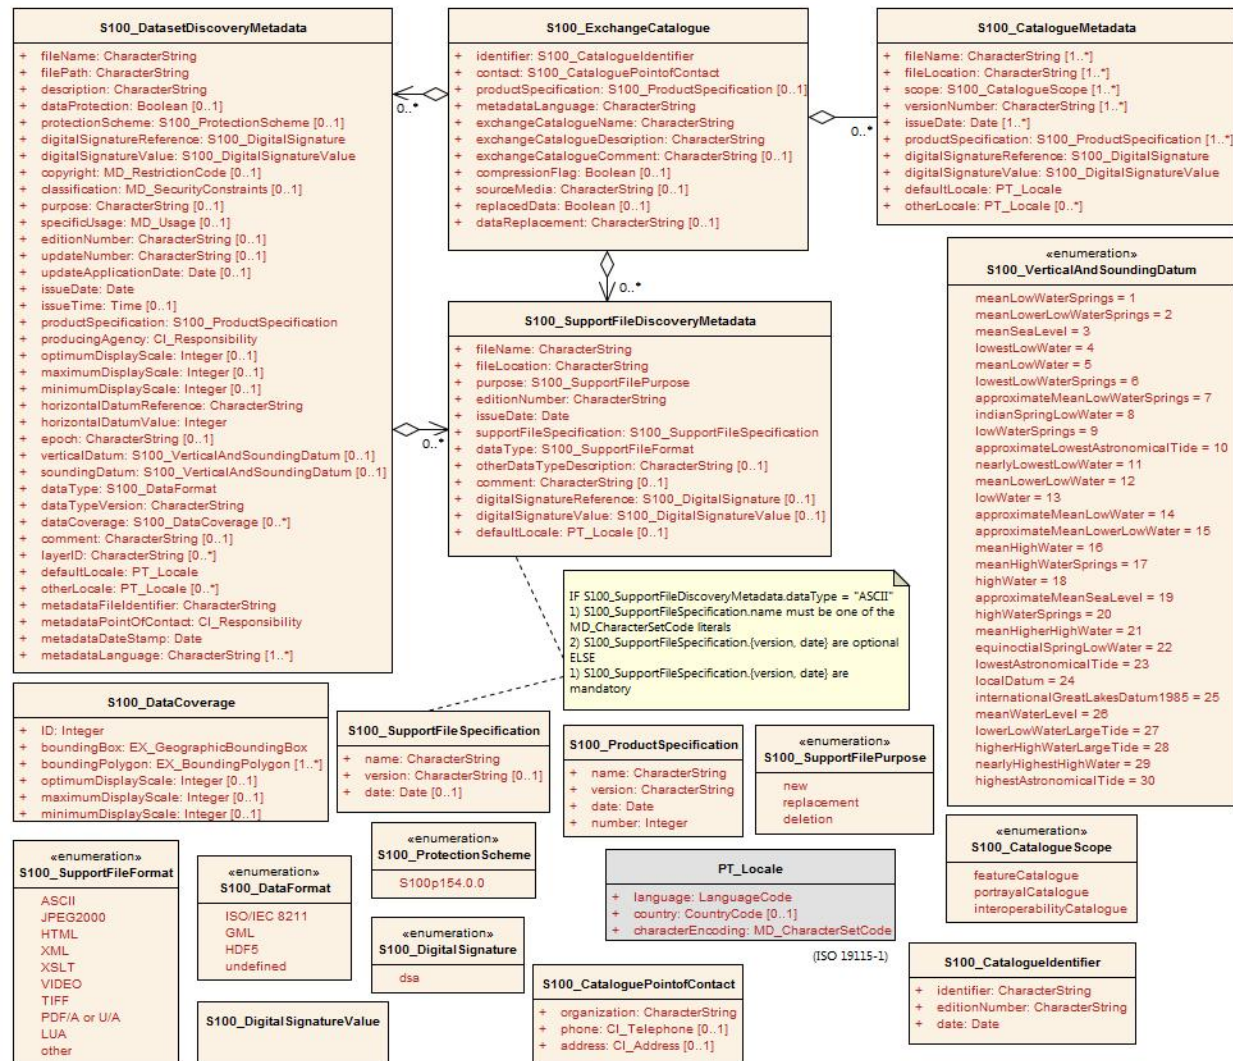 S100_DatasetDiscoveryMetadata
+ fileName: CharacterString
+ filePath: CharacterString
+ description: CharacterString
+ dataProtection: Boolean [0..1]
+ protectionScheme: S100_ProtectionScheme [0..1]
+ digitalSignatureReference: S100_DigitalSignature
+ digitalSignatureValue: S100_DigitalSignatureValue
+ copyright: MD_RestrictionCode [0..1]
+ classification: MD_SecurityConstraints [0..1]
+ purpose: CharacterString [0..1]
+ specificUsage: MD_Usage [0..1]
+ editionNumber: CharacterString [0..1]
+ updateNumber: CharacterString [0..1]
+ updateApplicationDate: Date [0..1]
+ issueDate: Date
+ issueTime: Time [0..1]
+ productSpecification: S100_ProductSpecification
+ producingAgency: CI_Responsibility
+ optimumDisplayScale: Integer [0..1]
+ maximumDisplayScale: Integer [0..1]
+ minimumDisplayScale: Integer [0..1]
+ horizontalDatumReference: CharacterString
+ horizontalDatumValue: Integer
+ epoch: CharacterString [0..1]
+ verticalDatum: S100_VerticalAndSoundingDatum [0..1]
+ soundingDatum: S100_VerticalAndSoundingDatum [0..1]
+ dataType: S100_DataFormat
+ dataTypeVersion: CharacterString
+ dataCoverage: S100_DataCoverage [0..*]
+ comment: CharacterString [0..1]
+ layerID: CharacterString [0..*]
+ defaultLocale: PT_Locale
+ otherLocale: PT_Locale [0..*]
+ metadataFileIdentifier: CharacterString
+ metadataPointOfContact: CI_Responsibility
+ metadataDateStamp: Date
+ metadataLanguage: CharacterString [1..*]
0..*
S100_ExchangeCatalogue
+ identifier: S100_CatalogueIdentifier
+ contact: S100_CataloguePointofContact
+ productSpecification: S100_ProductSpecification [0..1]
+ metadataLanguage: CharacterString
+ exchangeCatalogueName: CharacterString
+ exchangeCatalogueDescription: CharacterString
+ exchangeCatalogueComment: CharacterString [0..1]
+ compressionFlag: Boolean [0..1]
+ sourceMedia: CharacterString [0..1]
+ replacedData: Boolean [0..1]
+ dataReplacement: CharacterString [0..1]
0..*
S100_CatalogueMetadata
+ fileName: CharacterString [1..*]
+ fileLocation: CharacterString [1..*]
+ scope: S100_CatalogueScope [1..*]
+ versionNumber: CharacterString [1..*]
+ issueDate: Date [1..*]
+ productSpecification: S100_ProductSpecification [1..*]
+ digitalSignatureReference: S100_DigitalSignature
+ digitalSignatureValue: S100_DigitalSignatureValue
+ defaultLocale: PT_Locale
+ otherLocale: PT_Locale [0..*]
0..*
S100_SupportFileDiscoveryMetadata
+ fileName: CharacterString
+ fileLocation: CharacterString
+ purpose: S100_SupportFilePurpose
+ editionNumber: CharacterString
+ issueDate: Date
+ supportFileSpecification: S100_SupportFileSpecification
+ dataType: S100_SupportFileFormat
+ otherDataTypeDescription: CharacterString [0..1]
+ comment: CharacterString [0..1]
+ digitalSignatureReference: S100_DigitalSignature [0..1]
+ digitalSignatureValue: S100_DigitalSignatureValue [0..1]
+ defaultLocale: PT_Locale [0..1]
0..*
«enumeration»
S100_VerticalAndSoundingDatum
meanLowWaterSprings = 1
meanLowerLowWaterSprings = 2
meanSeaLevel = 3
lowestLowWater = 4
meanLowWater = 5
lowestLowWaterSprings = 6
approximateMeanLowWaterSprings = 7
indianSpringLowWater = 8
lowWaterSprings = 9
approximateLowestAstronomicalTide = 10
nearlyLowestLowWater = 11
meanLowerLowWater = 12
lowWater = 13
approximateMeanLowWater = 14
approximateMeanLowerLowWater = 15
meanHighWater = 16
meanHighWaterSprings = 17
highWater = 18
approximateMeanSeaLevel = 19
highWaterSprings = 20
meanHigherHighWater = 21
equinoctialSpringLowWater = 22
lowestAstronomicalTide = 23
localDatum = 24
internationalGreatLakesDatum1985 = 25
meanWaterLevel = 26
lowerLowWaterLargeTide = 27
higherHighWaterLargeTide = 28
nearlyHighestHighWater = 29
highestAstronomicalTide = 30
IF S100_SupportFileDiscoveryMetadata.dataType = "ASCII"
1) S100_SupportFileSpecification.name must be one of the
MD_CharacterSetCode literals
2) S100_SupportFileSpecification.{version, date} are optional
ELSE
1) S100_SupportFileSpecification.{version, date} are
mandatory
S100_DataCoverage
+ ID: Integer
+ boundingBox: EX_GeographicBoundingBox
+ boundingPolygon: EX_BoundingPolygon [1..*]
+ optimumDisplayScale: Integer [0..1]
+ maximumDisplayScale: Integer [0..1]
+ minimumDisplayScale: Integer [0..1]
S100_SupportFileSpecification
+ name: CharacterString
+ version: CharacterString [0..1]
+ date: Date [0..1]
S100_ProductSpecification
+ name: CharacterString
+ version: CharacterString
+ date: Date
+ number: Integer
«enumeration»
S100_SupportFilePurpose
new
replacement
deletion
«enumeration»
S100_CatalogueScope
featureCatalogue
portrayalCatalogue
interoperabilityCatalogue
«enumeration»
S100_SupportFileFormat
ASCII
JPEG2000
HTML
XML
XSLT
VIDEO
TIFF
PDF/A or U/A
LUA
other
«enumeration»
S100_DataFormat
ISO/IEC 8211
GML
HDF5
undefined
«enumeration»
S100_ProtectionScheme
S100p154.0.0
«enumeration»
S100_DigitalSignature
dsa
PT_Locale
+ language: LanguageCode
+ country: CountryCode [0..1]
+ characterEncoding: MD_CharacterSetCode
(ISO 19115-1)
S100_DigitalSignatureValue
S100_CataloguePointofContact
+ organization: CharacterString
+ phone: CI_Telephone [0..1]
+ address: CI_Address [0..1]
S100_CatalogueIdentifier
+ identifier: CharacterString
+ editionNumber: CharacterString
+ date: Date